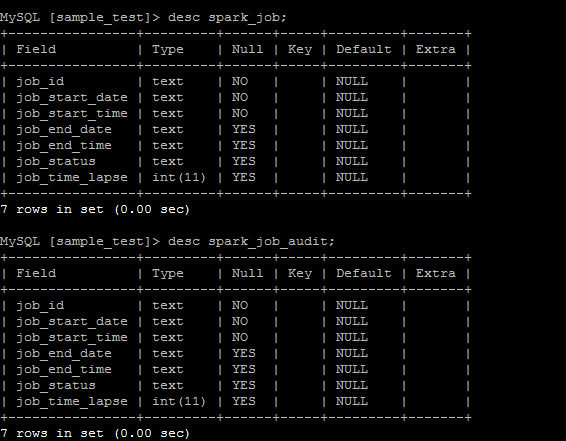 MySQL [sample_test]> desc spark_job;
+----------------+---------+------+-----+---------+-------+
| Field          | Type    | Null | Key | Default | Extra |
+----------------+---------+------+-----+---------+-------+
| job_id         | text    | NO   |     | NULL    |       |
| job_start_date | text    | NO   |     | NULL    |       |
| job_start_time | text    | NO   |     | NULL    |       |
| job_end_date   | text    | YES  |     | NULL    |       |
| job_end_time   | text    | YES  |     | NULL    |       |
| job_status     | text    | YES  |     | NULL    |       |
| job_time_lapse | int(11) | YES  |     | NULL    |       |
+----------------+---------+------+-----+---------+-------+
7 rows in set (0.00 sec)
MySQL [sample_test]> desc spark_job_audit;
+----------------+---------+------+-----+---------+-------+
| Field          | Type    | Null | Key | Default | Extra |
+----------------+---------+------+-----+---------+-------+
| job_id         | text    | NO   |     | NULL    |       |
| job_start_date | text    | NO   |     | NULL    |       |
| job_start_time | text    | NO   |     | NULL    |       |
| job_end_date   | text    | YES  |     | NULL    |       |
| job_end_time   | text    | YES  |     | NULL    |       |
| job_status     | text    | YES  |     | NULL    |       |
| job_time_lapse | int(11) | YES  |     | NULL    |       |
+----------------+---------+------+-----+---------+-------+
7 rows in set (0.00 sec)